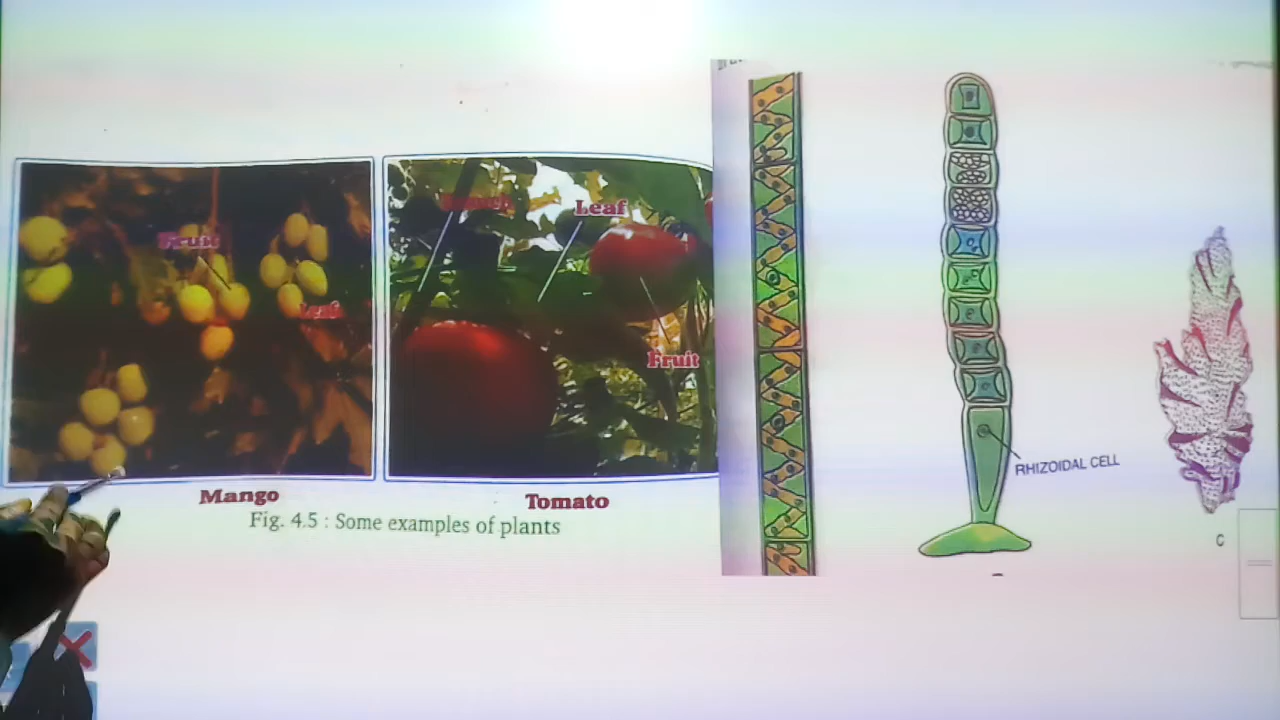 Fruit
Leaf
Leaf
Fruit
Mango
Tomato
Fig. 4.5 : Some examples of plants
RHIZOIDAL CELL
C